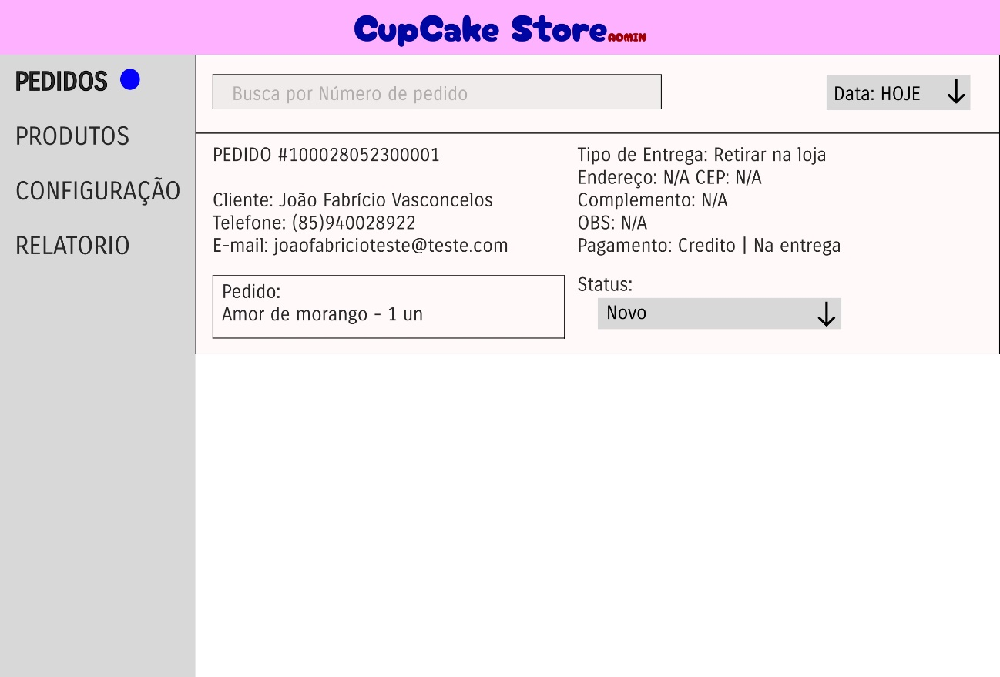 CupCake Store ADMIN
PEDIDOS
PRODUTOS
CONFIGURAÇÃO
RELATORIO
Busca por Número de pedido
Data: HOJE
PEDIDO #100028052300001
Cliente: João Fabrício Vasconcelos
Telefone: (85)940028922
E-mail: joaofabricioteste@teste.com
Pedido:
Amor de morango - 1 un
Tipo de Entrega: Retirar na loja
Endereço: N/A CEP: N/A
Complemento: N/A
OBS: N/A
Pagamento: Credito | Na entrega
Status:
Novo